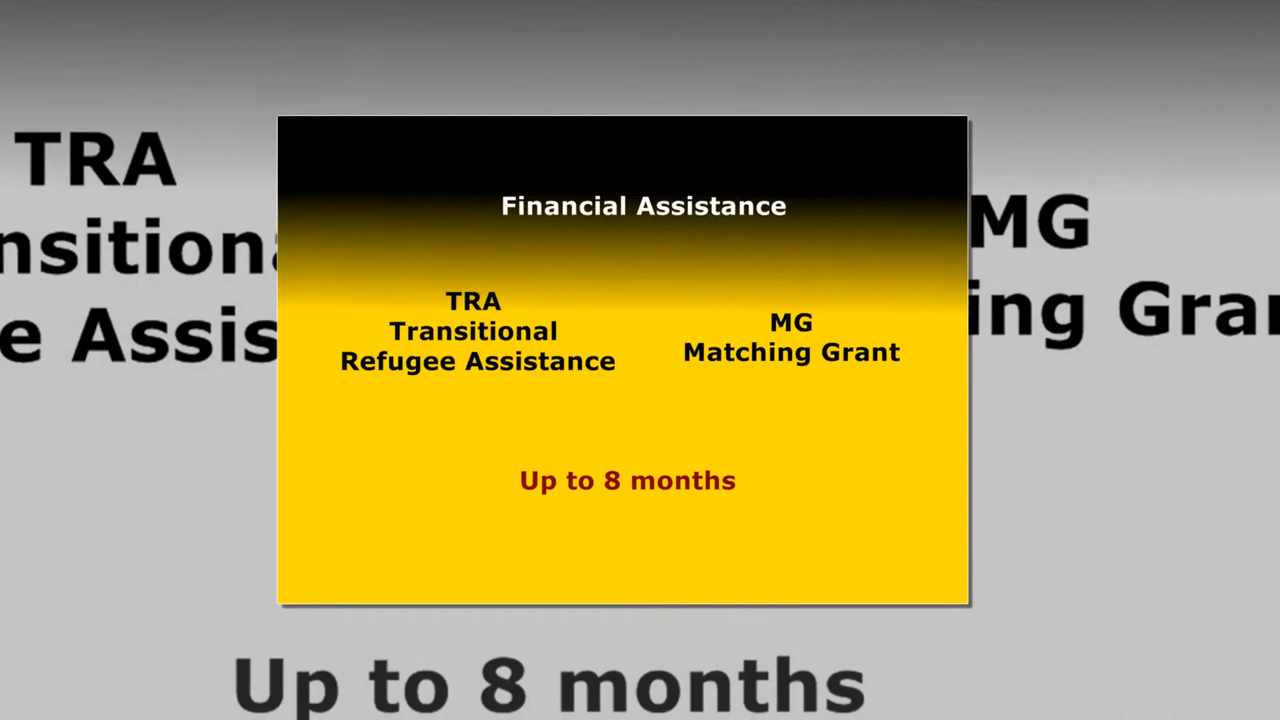 Financial Assistance
TRA
Transitional
Refugee Assistance
MG
Matching Grant
Up to 8 months
TRA
nsitiona
e Assis
MG
ing Gran
Up to 8 months